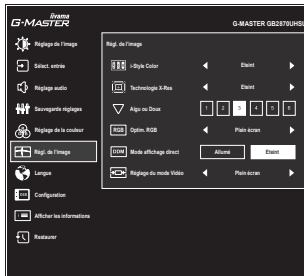 iiyama
G-MASTER
G-MASTER GB2870UHSU
Réglage de l'image
Sélect. entrée
Réglage audio
Sauvegarde réglages
Réglage de la couleur
Régl. de l'image
Langue
OSD
Configuration
Afficher les informations
Restaurer
Régl. de l'image
i-Style Color
Eteint
Technologie X-Res
Eteint
Aigu ou Doux
1 2 3 4 5 6
RGB
Optim. RGB
Plein écran
DDM
Mode affichage direct
Allumé
Eteint
Réglage du mode Vidéo
Plein écran